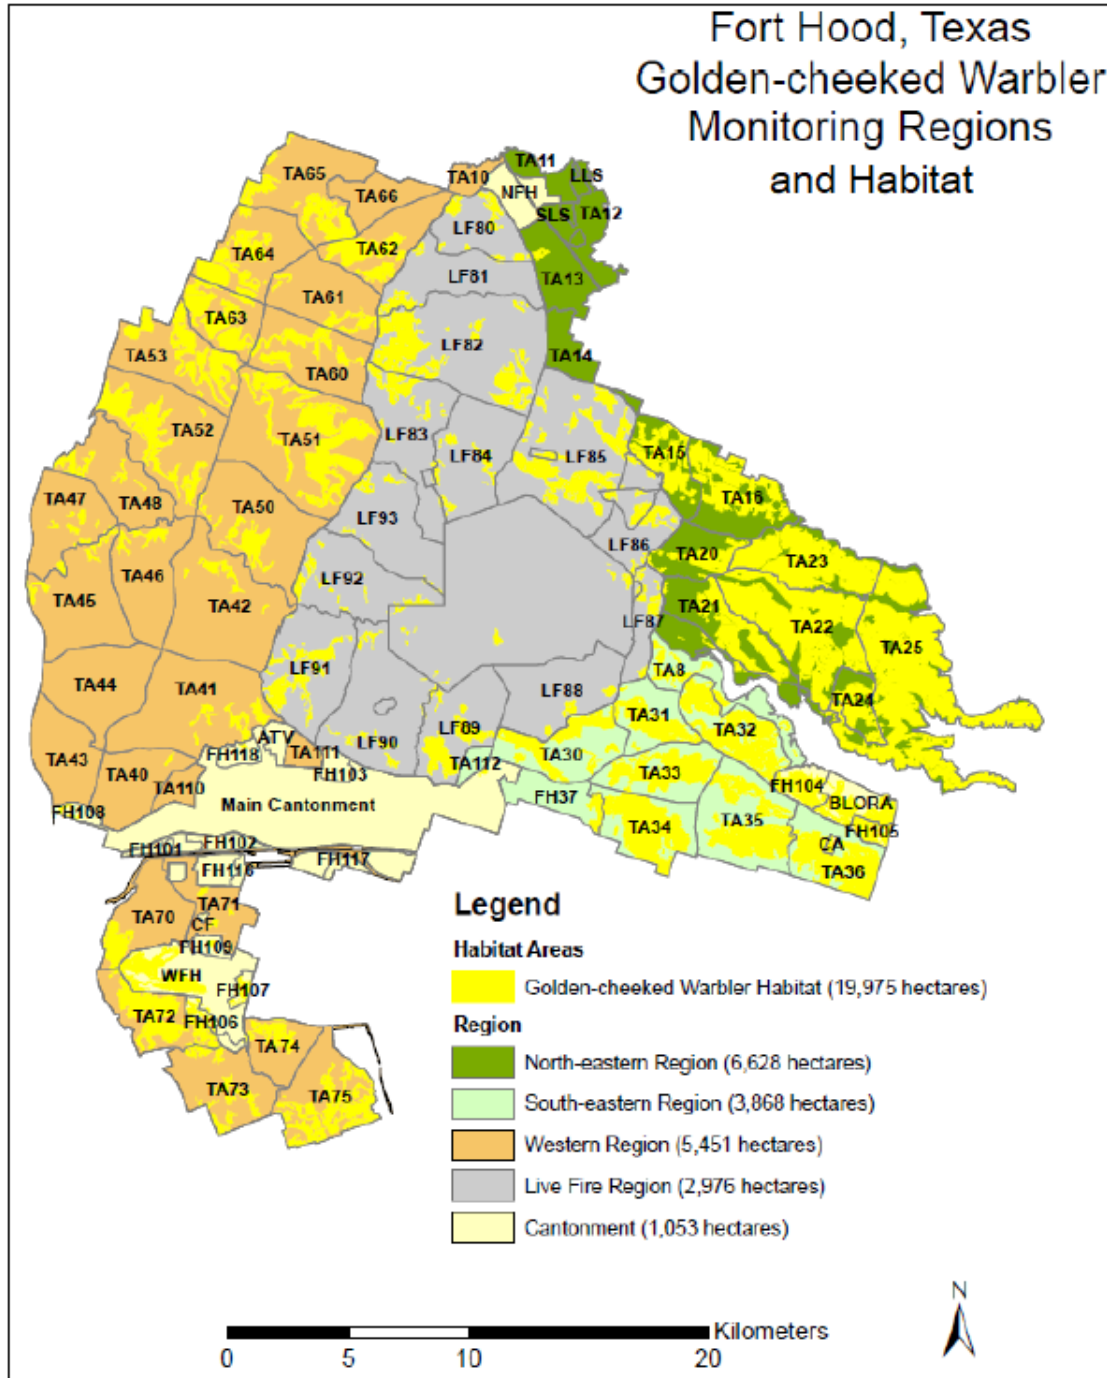 Fort Hood, Texas
Golden-cheeked Warbler
Monitoring Regions
and Habitat
TA65
TA66
TA10
TA11
LLS
NFH
SLS
TA12
LF80
TA64
TA62
TA13
LF81
TA61
TA63
LF82
TA53
TA60
TA14
TA52
TA51
LF83
LF84
LF85
TA15
TA16
TA47
TA48
TA50
LF93
LF86
TA20
TA23
TA46
LF92
TA45
TA42
LF87
TA21
TA22
TA25
LF91
TA8
TA44
TA41
LF88
TA24
TA31
TA32
LF89
ATV
TA111
LF90
TA43
FH118
FH103
TA112
TA30
TA33
TA40
TA110
FH37
FH104
BLORA
FH108
Main Cantonment
TA34
TA35
FH105
FH101
FH102
CA
FH117
FH116
TA36
TA71
TA70
CF
FH109
WFH
FH107
TA72
FH106
TA74
TA73
TA75
Legend
Habitat Areas
Golden-cheeked Warbler Habitat (19,975 hectares)
Region
North-eastern Region (6,628 hectares)
South-eastern Region (3,868 hectares)
Western Region (5,451 hectares)
Live Fire Region (2,976 hectares)
Cantonment (1,053 hectares)
N
Kilometers
0 5 10 20